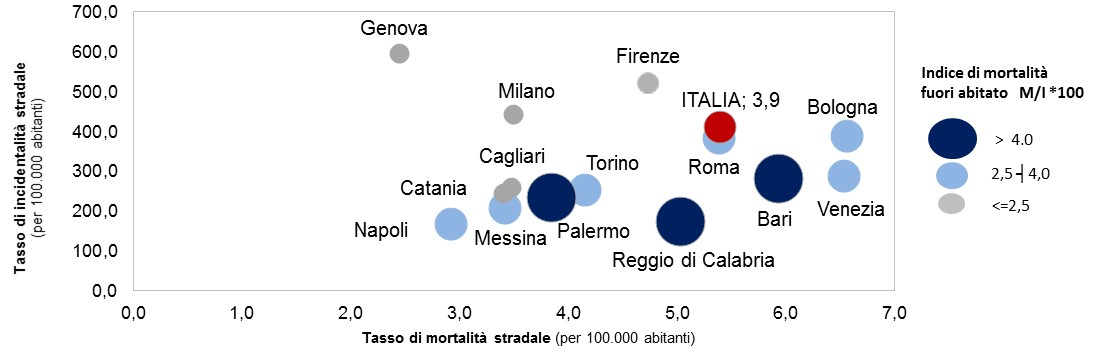 700,0
600,0
500,0
400,0
300,0
200,0
100,0
0,0
Tasso di incidentalità stradale
(per 100.000 abitanti)
0,0 1,0 2,0 3,0 4,0 5,0 6,0 7,0
Tasso di mortalità stradale (per 100.000 abitanti)
Genova
Firenze
Milano
ITALIA; 3,9
Bologna
Cagliari
Torino
Roma
Catania
Venezia
Napoli
Messina
Palermo
Bari
Reggio di Calabria
Indice di mortalità
fuori abitato M/I *100
> 4.0
2,5 ┤ 4,0
<=2,5